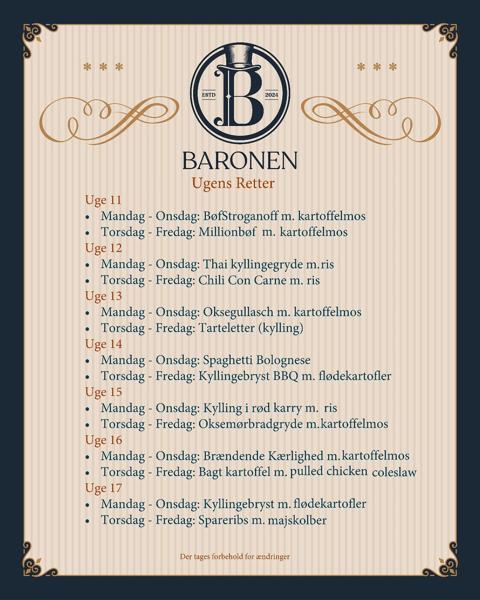 * * *
* * *
ESTD B 2024
BARONEN
Ugens Retter
Uge 11
• Mandag - Onsdag: BøfStroganoff m. kartoffelmos
• Torsdag - Fredag: Millionbøf m. kartoffelmos
Uge 12
• Mandag - Onsdag: Thai kyllingegryde m.ris
• Torsdag - Fredag: Chili Con Carne m. ris
Uge 13
• Mandag - Onsdag: Oksegullasch m. kartoffelmos
• Torsdag - Fredag: Tarteletter (kylling)
Uge 14
• Mandag - Onsdag: Spaghetti Bolognese
• Torsdag - Fredag: Kyllingebryst BBQ m. flødekartofler
Uge 15
• Mandag - Onsdag: Kylling i rød karry m. ris
• Torsdag - Fredag: Oksemørbradgryde m.kartoffelmos
Uge 16
• Mandag - Onsdag: Brændende Kærlighed m.kartoffelmos
• Torsdag - Fredag: Bagt kartoffel m. pulled chicken coleslaw
Uge 17
• Mandag - Onsdag: Kyllingebryst m. flødekartofler
• Torsdag - Fredag: Spareribs m. majskolber
Der tages forbehold for ændringer